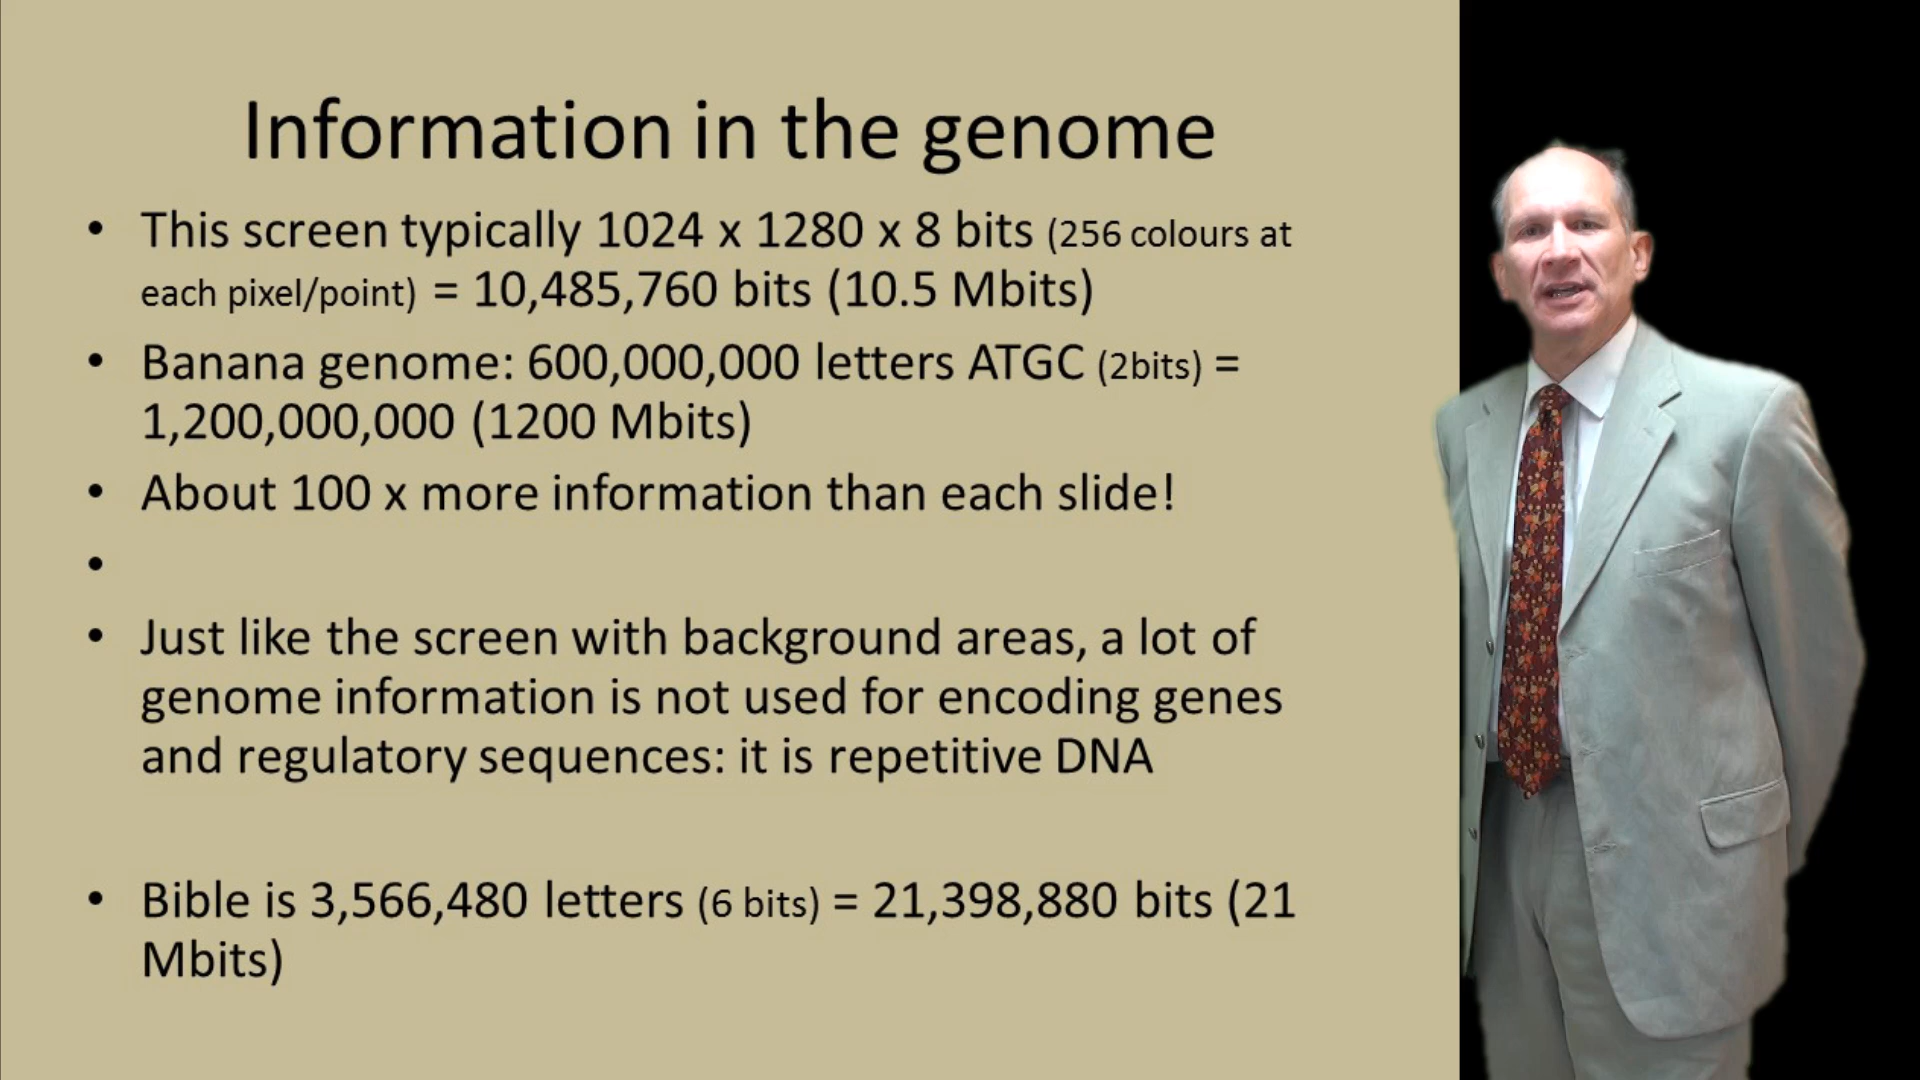 Information in the genome
• This screen typically 1024 x 1280 x 8 bits (256 colours at
each pixel/point) = 10,485,760 bits (10.5 Mbits)
• Banana genome: 600,000,000 letters ATGC (2bits) =
1,200,000,000 (1200 Mbits)
• About 100 x more information than each slide!
•
• Just like the screen with background areas, a lot of
genome information is not used for encoding genes
and regulatory sequences: it is repetitive DNA
• Bible is 3,566,480 letters (6 bits) = 21,398,880 bits (21
Mbits)